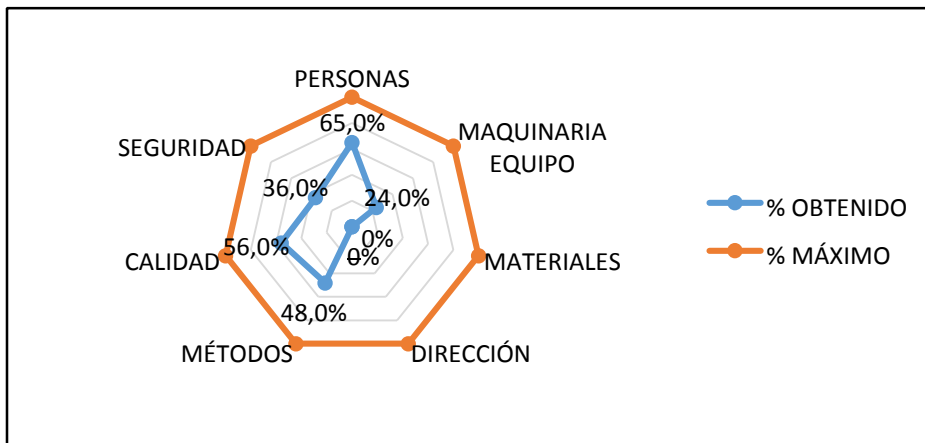 PERSONAS
65,0%
MAQUINARIA
EQUIPO
SEGURIDAD
36,0%
24,0%
% OBTENIDO
0%
56,0%
0%
CALIDAD
MATERIALES
% MÁXIMO
48,0%
MÉTODOS
DIRECCIÓN